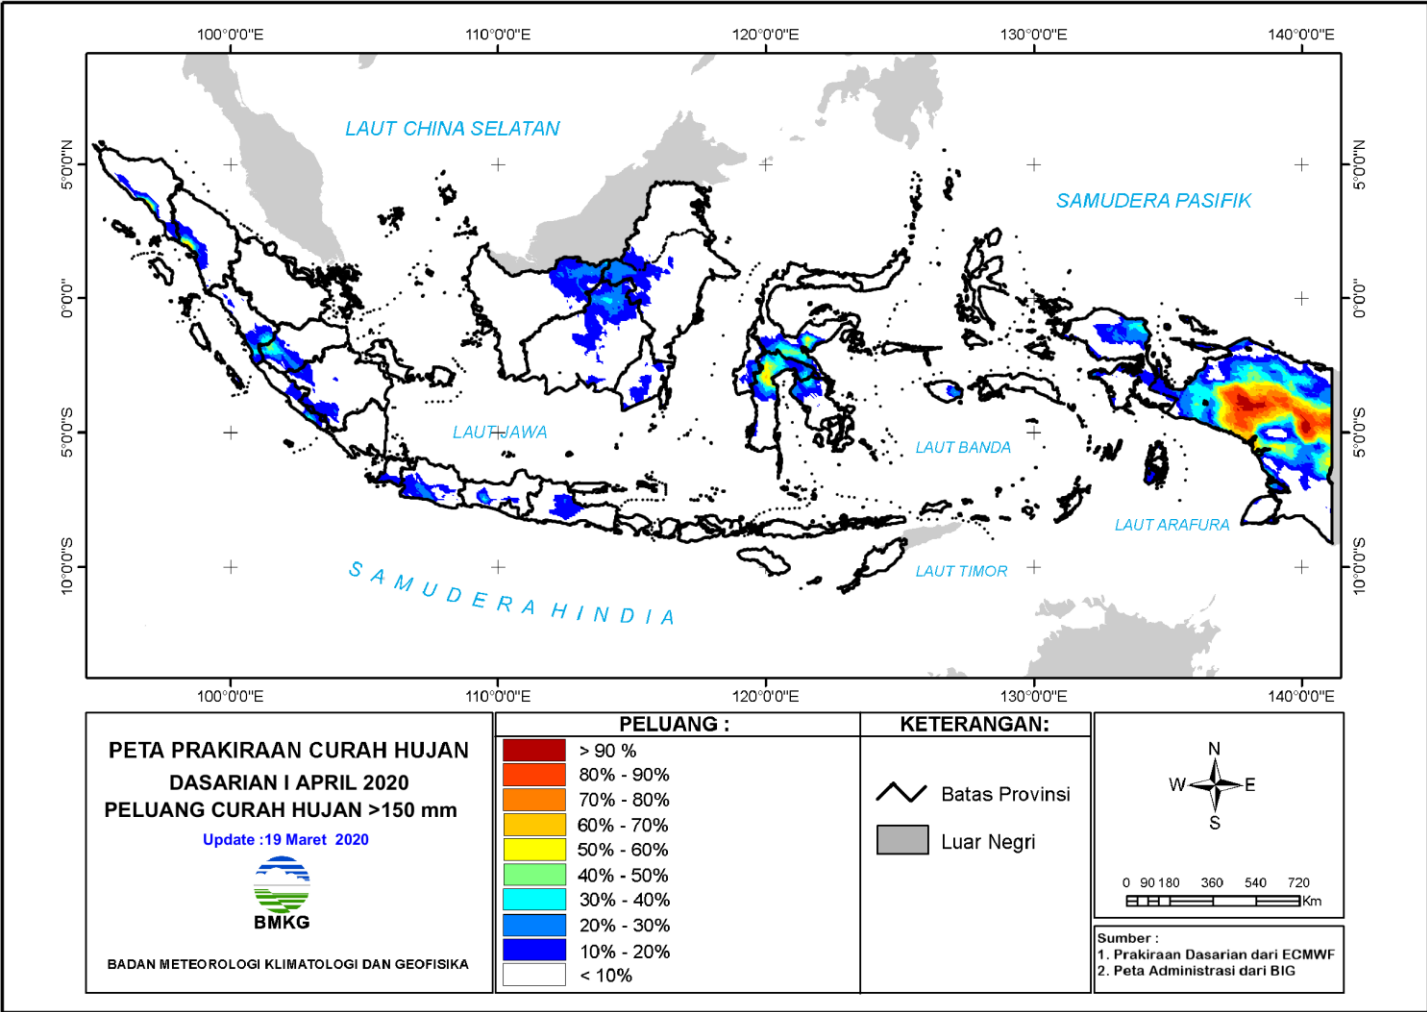 100°0'0"E 110°0'0"E 120°0'0"E 130°0'0"E 140°0'0"E
5°0'0"N
0°0'0"
5°0'0"S
10°0'0"S
5°0'0"N
0°0'0"
5°0'0"S
10°0'0"S
LAUT CHINA SELATAN
SAMUDERA PASIFIK
LAUT JAWA
LAUT BANDA
LAUT ARAFURA
LAUT TIMOR
SAMUDERA HINDIA
100°0'0"E 110°0'0"E 120°0'0"E 130°0'0"E 140°0'0"E
PETA PRAKIRAAN CURAH HUJAN
DASARIAN I APRIL 2020
PELUANG CURAH HUJAN >150 mm
Update :19 Maret 2020
BMKG
BADAN METEOROLOGI KLIMATOLOGI DAN GEOFISIKA
PELUANG :
> 90 %
80% - 90%
70% - 80%
60% - 70%
50% - 60%
40% - 50%
30% - 40%
20% - 30%
10% - 20%
< 10%
KETERANGAN:
Batas Provinsi
Luar Negri
N
W E
S
0 90 180 360 540 720
Km
Sumber :
1. Prakiraan Dasarian dari ECMWF
2. Peta Administrasi dari BIG